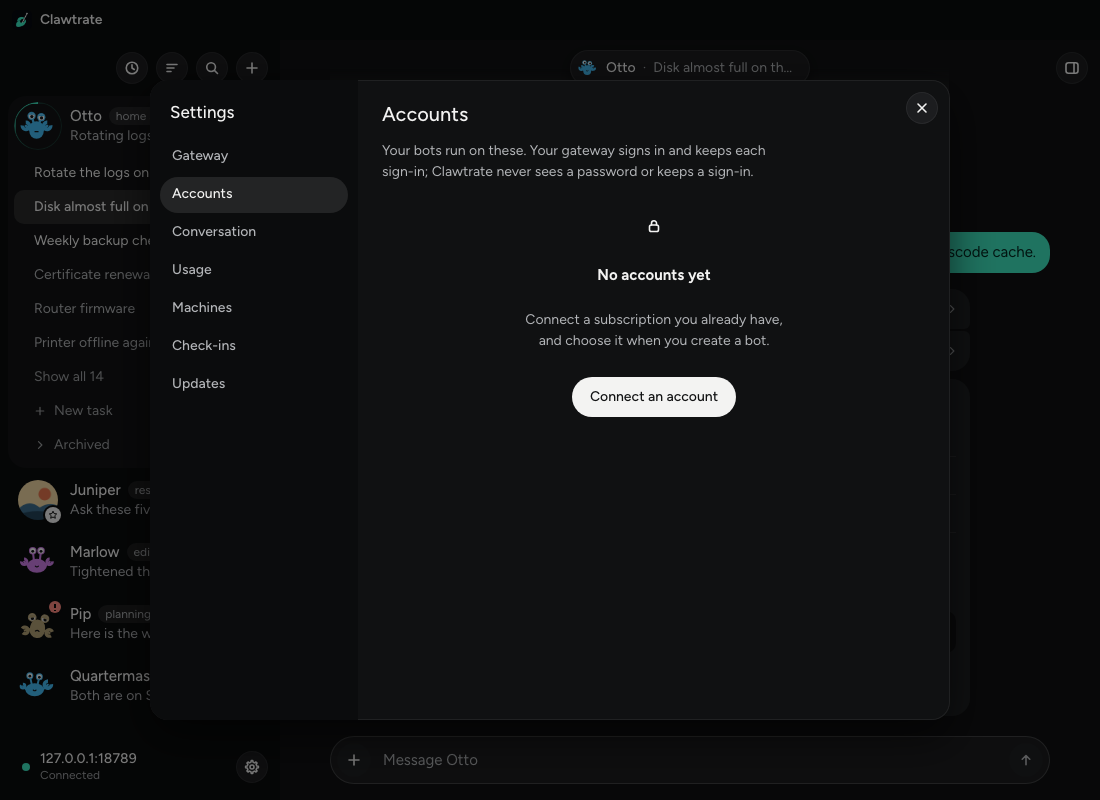 Clawtrate
Otto · Disk almost full on th...
Otto home
Rotating logs
Rotate the logs on
Disk almost full on
Weekly backup che
Certificate renewa
Router firmware
Printer offline agai
Show all 14
+ New task
Archived
Juniper res
Ask these fiv
Marlow edi
Tightened th
Pip planning
Here is the w
Quartermas
Both are on S
127.0.0.1:18789
Connected
Settings
Gateway
Accounts
Conversation
Usage
Machines
Check-ins
Updates
Accounts
Your bots run on these. Your gateway signs in and keeps each
sign-in; Clawtrate never sees a password or keeps a sign-in.
No accounts yet
Connect a subscription you already have,
and choose it when you create a bot.
Connect an account
scode cache.
Message Otto